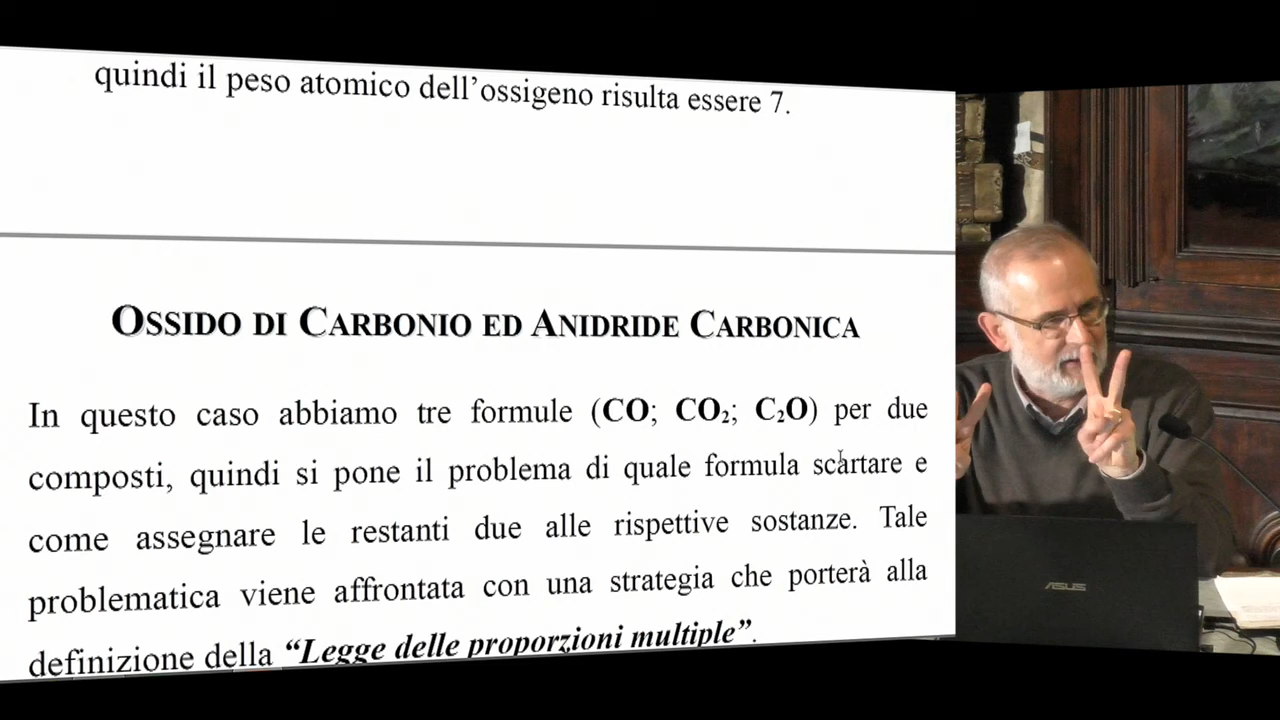 quindi il peso atomico dell'ossigeno risulta essere 7.
OSSIDO DI CARBONIO ED ANIDRIDE CARBONICA
In questo caso abbiamo tre formule (CO; CO₂; C₂O) per due
composti, quindi si pone il problema di quale formula scartare e
come assegnare le restanti due alle rispettive sostanze. Tale
problematica viene affrontata con una strategia che porterà alla
definizione della “Legge delle proporzioni multiple”.
ASUS